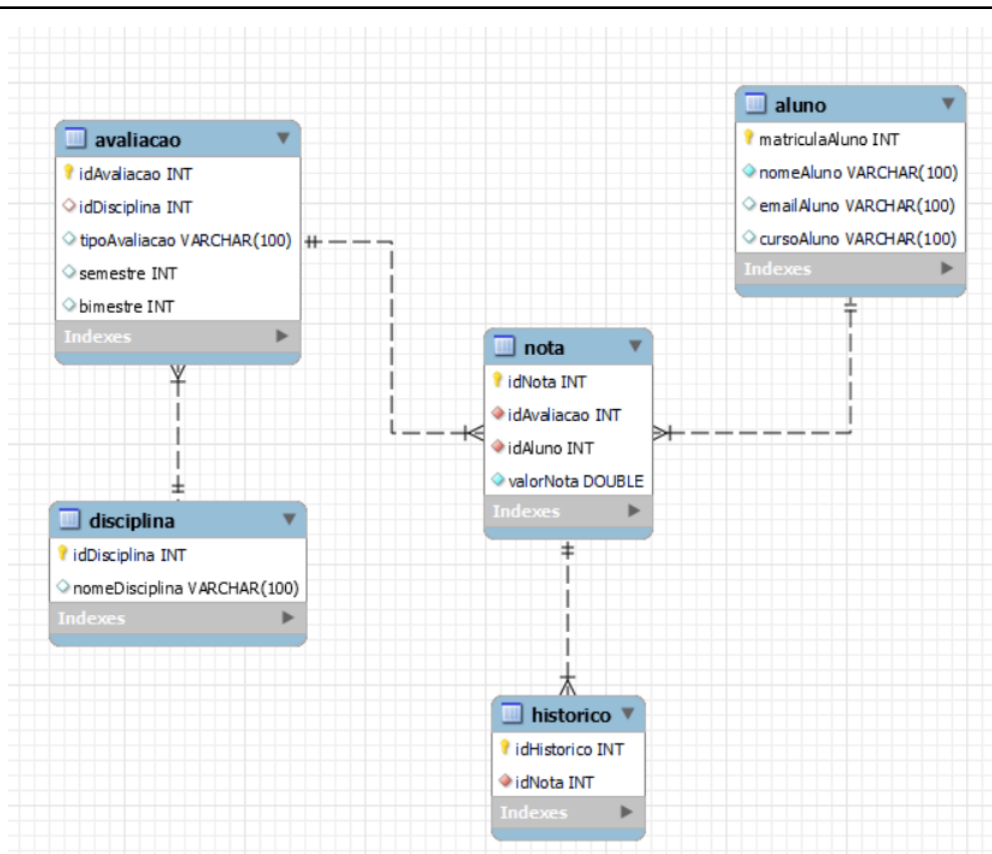 avaliacao
idAvaliacao INT
idDisciplina INT
tipoAvaliacao VARCHAR(100)
semestre INT
bimestre INT
Indexes
aluno
matriculaAluno INT
nomeAluno VARCHAR(100)
emailAluno VARCHAR(100)
cursoAluno VARCHAR(100)
Indexes
nota
idNota INT
idAvaliacao INT
idAluno INT
valorNota DOUBLE
Indexes
disciplina
idDisciplina INT
nomeDisciplina VARCHAR(100)
Indexes
historico
idHistorico INT
idNota INT
Indexes